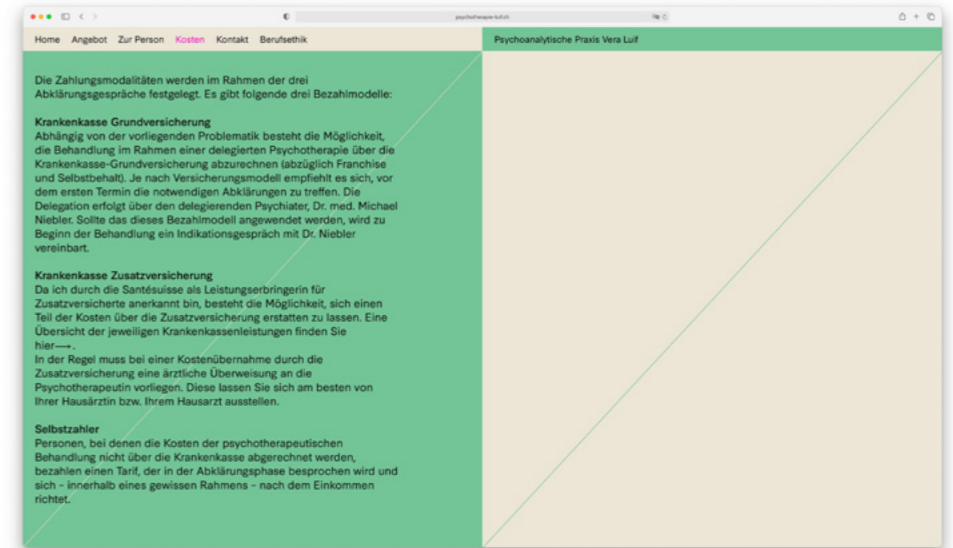 psychotherapie-luif.ch
Home Angebot Zur Person Kosten Kontakt Berufsethik
Psychoanalytische Praxis Vera Luif
Die Zahlungsmodalitäten werden im Rahmen der drei
Abklärungsgespräche festgelegt. Es gibt folgende drei Bezahlmodelle:
Krankenkasse Grundversicherung
Abhängig von der vorliegenden Problematik besteht die Möglichkeit,
die Behandlung im Rahmen einer delegierten Psychotherapie über die
Krankenkasse-Grundversicherung abzurechnen (abzüglich Franchise
und Selbstbehalt). Je nach Versicherungsmodell empfiehlt es sich, vor
dem ersten Termin die notwendigen Abklärungen zu treffen. Die
Delegation erfolgt über den delegierenden Psychiater, Dr. med. Michael
Niebler. Sollte das dieses Bezahlmodell angewendet werden, wird zu
Beginn der Behandlung ein Indikationsgespräch mit Dr. Niebler
vereinbart.
Krankenkasse Zusatzversicherung
Da ich durch die Santésuisse als Leistungserbringerin für
Zusatzversicherte anerkannt bin, besteht die Möglichkeit, sich einen
Teil der Kosten über die Zusatzversicherung erstatten zu lassen. Eine
Übersicht der jeweiligen Krankenkassenleistungen finden Sie
hier⟶.
In der Regel muss bei einer Kostenübernahme durch die
Zusatzversicherung eine ärztliche Überweisung an die
Psychotherapeutin vorliegen. Diese lassen Sie sich am besten von
Ihrer Hausärztin bzw. Ihrem Hausarzt ausstellen.
Selbstzahler
Personen, bei denen die Kosten der psychotherapeutischen
Behandlung nicht über die Krankenkasse abgerechnet werden,
bezahlen einen Tarif, der in der Abklärungsphase besprochen wird und
sich – innerhalb eines gewissen Rahmens – nach dem Einkommen
richtet.